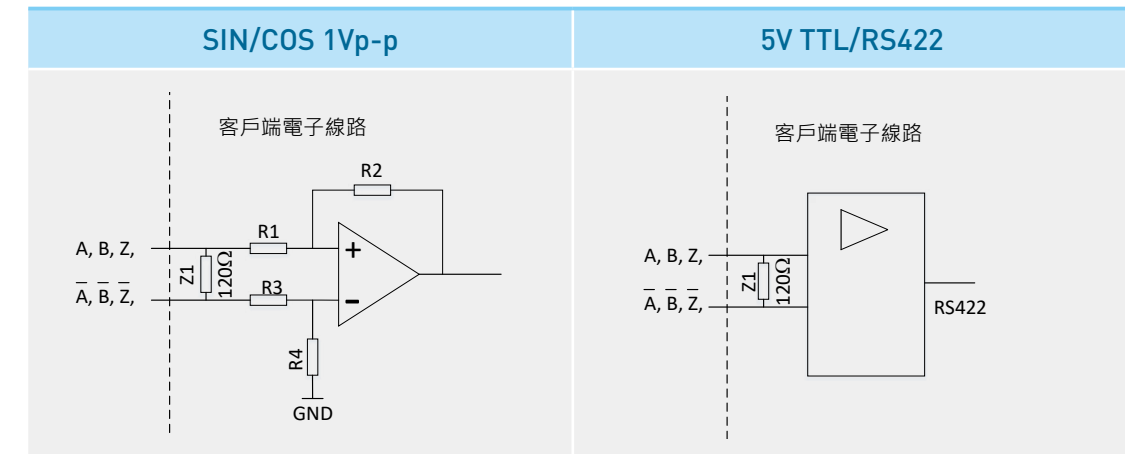 SIN/COS 1Vp-p
5V TTL/RS422
客戶端電子線路
R2
R1
A, B, Z,
+
Z1
120Ω
A̅, B̅, Z̅,
R3
-
R4
GND
客戶端電子線路
A, B, Z,
Z1
120Ω
A̅, B̅, Z̅,
RS422